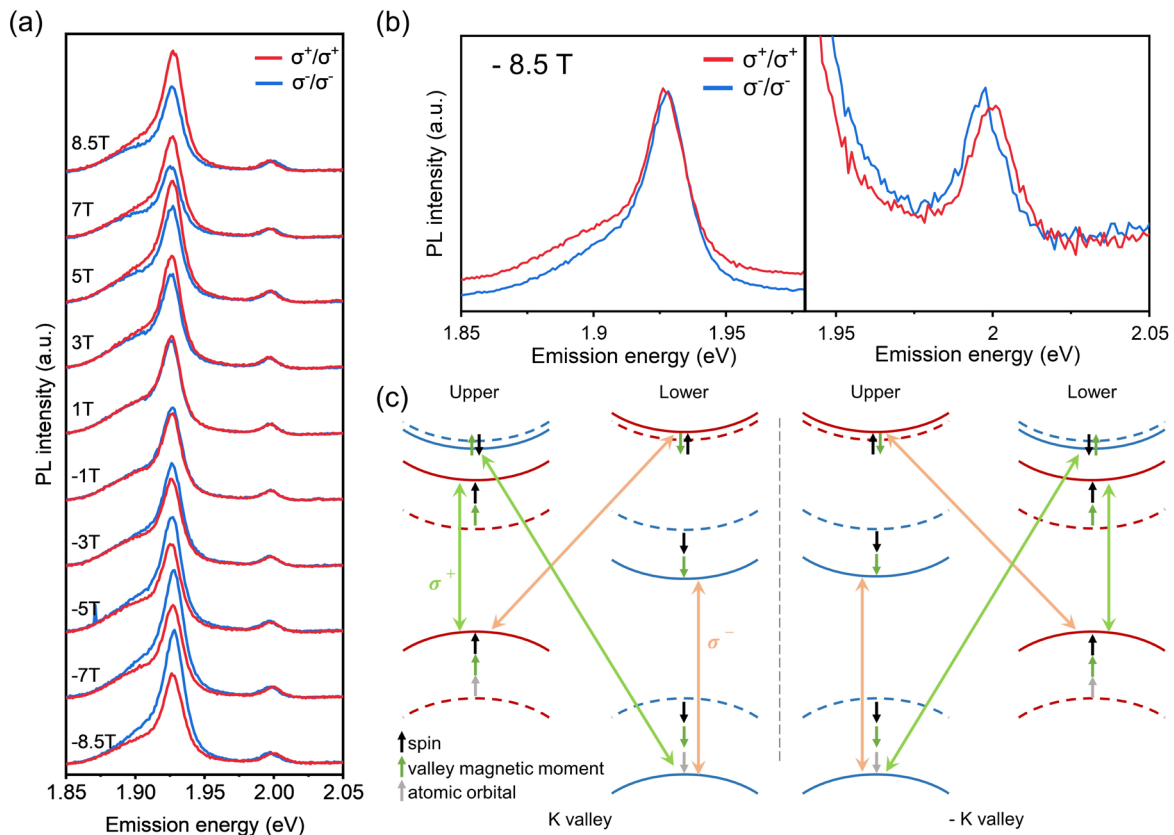 (a)
σ⁺/σ⁺
σ⁻/σ⁻
8.5T
7T
5T
3T
1T
-1T
-3T
-5T
-7T
-8.5T
PL intensity (a.u.)
1.85 1.90 1.95 2.00 2.05
Emission energy (eV)
(b)
- 8.5 T
σ⁺/σ⁺
σ⁻/σ⁻
PL intensity (a.u.)
PL intensity (a.u.)
1.85 1.9 1.95
1.95 2 2.05
Emission energy (eV)
Emission energy (eV)
(c)
Upper Lower Upper Lower
σ⁺
σ⁻
spin
valley magnetic moment
atomic orbital
K valley
- K valley